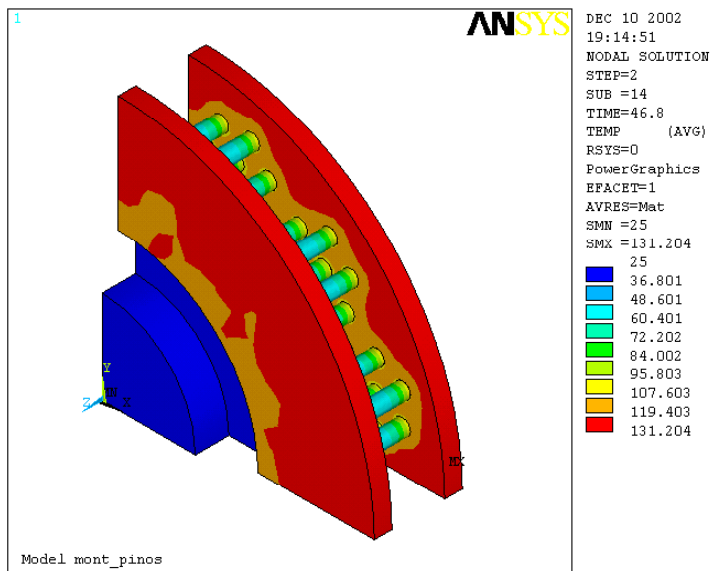 1
ANSYS
DEC 10 2002
19:14:51
NODAL SOLUTION
STEP=2
SUB =14
TIME=46.8
TEMP (AVG)
RSYS=0
PowerGraphics
EFACET=1
AVRES=Mat
SMN =25
SMX =131.204
25
36.801
48.601
60.401
72.202
84.002
95.803
107.603
119.403
131.204
Y
Z
X
MX
Model mont_pinos